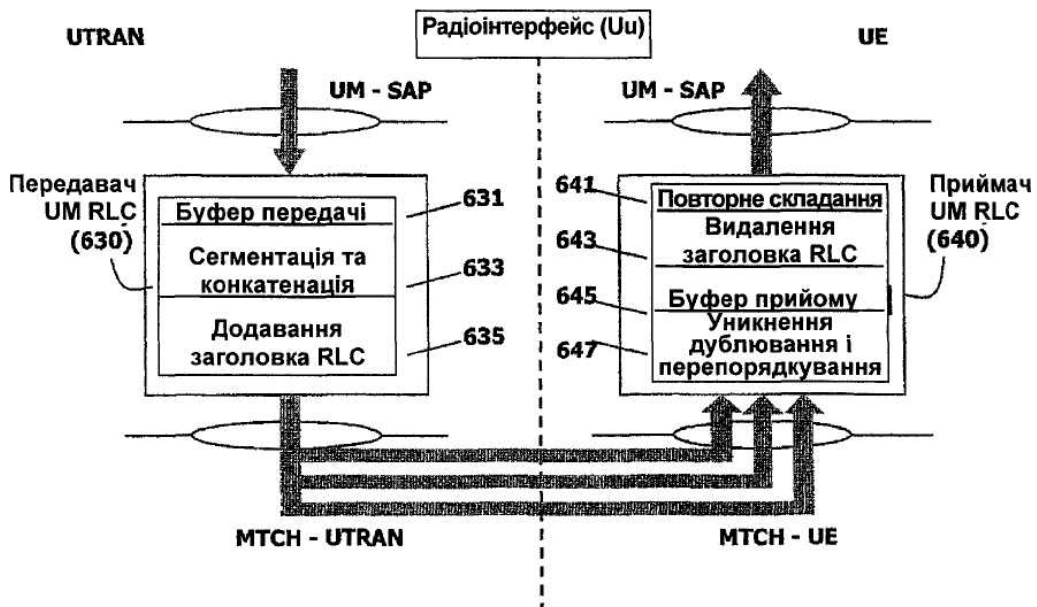 UTRAN
Радіоінтерфейс (Uu)
UE
UM - SAP
UM - SAP
Передавач
UM RLC
(630)
Буфер передачі
631
Сегментація та
конкатенація
633
Додавання
заголовка RLC
635
641
Повторне складання
643
Видалення
заголовка RLC
645
Буфер прийому
647
Уникнення
дублювання і
перепорядкування
Приймач
UM RLC
(640)
MTCH - UTRAN
MTCH - UE